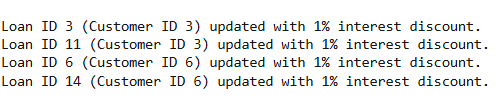 Loan ID 3 (Customer ID 3) updated with 1% interest discount.
Loan ID 11 (Customer ID 3) updated with 1% interest discount.
Loan ID 6 (Customer ID 6) updated with 1% interest discount.
Loan ID 14 (Customer ID 6) updated with 1% interest discount.